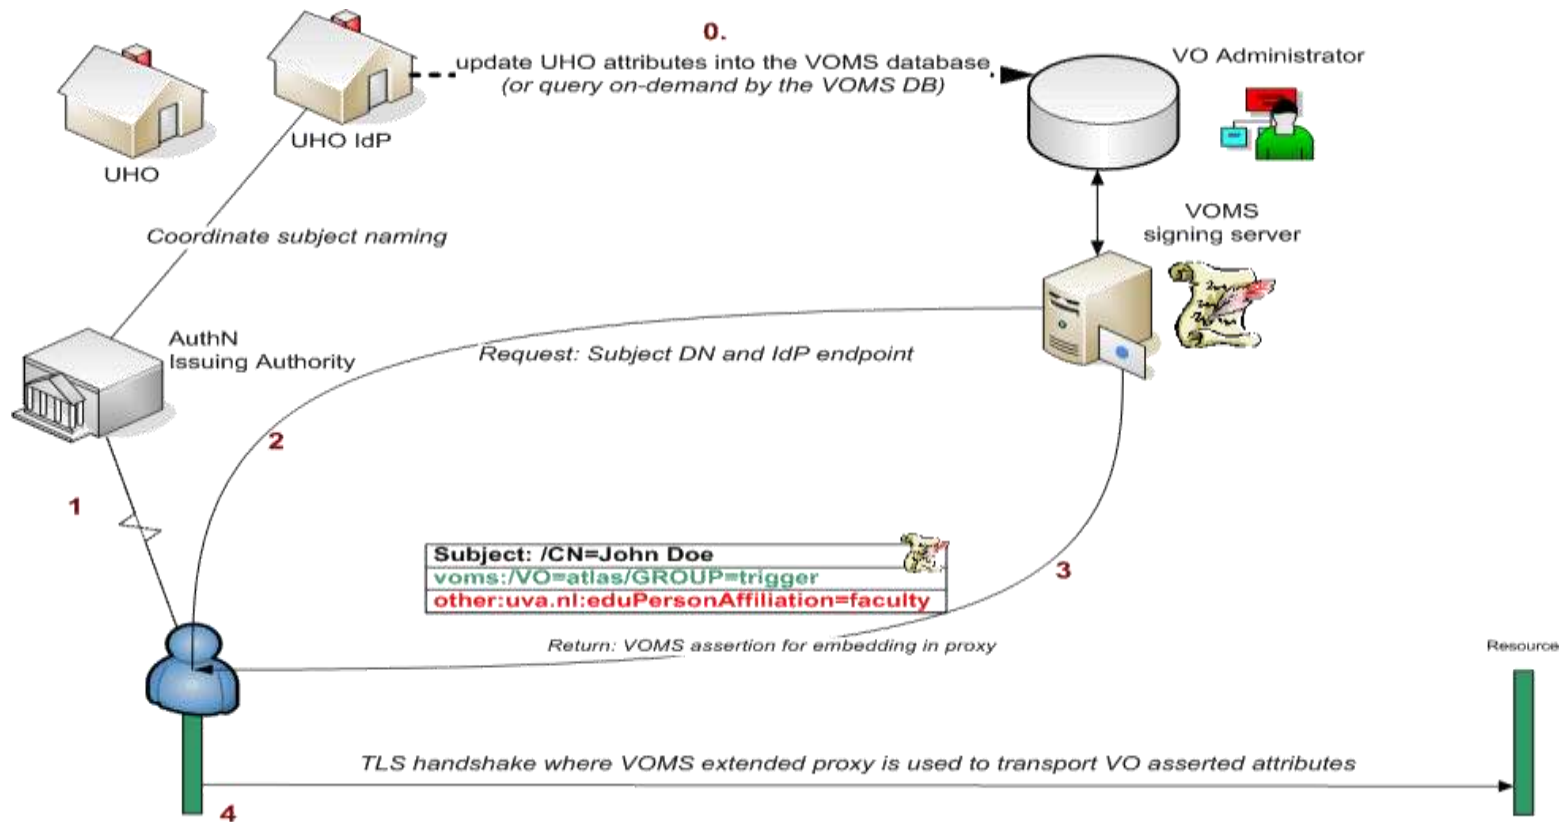 0.
update UHO attributes into the VOMS database
(or query on-demand by the VOMS DB)
VO Administrator
UHO IdP
UHO
Coordinate subject naming
VOMS
signing server
AuthN
Issuing Authority
Request: Subject DN and IdP endpoint
2
1
3
Subject: /CN=John Doe
voms:/VO=atlas/GROUP=trigger
other:uva.nl:eduPersonAffiliation=faculty
Return: VOMS assertion for embedding in proxy
Resource
TLS handshake where VOMS extended proxy is used to transport VO asserted attributes
4